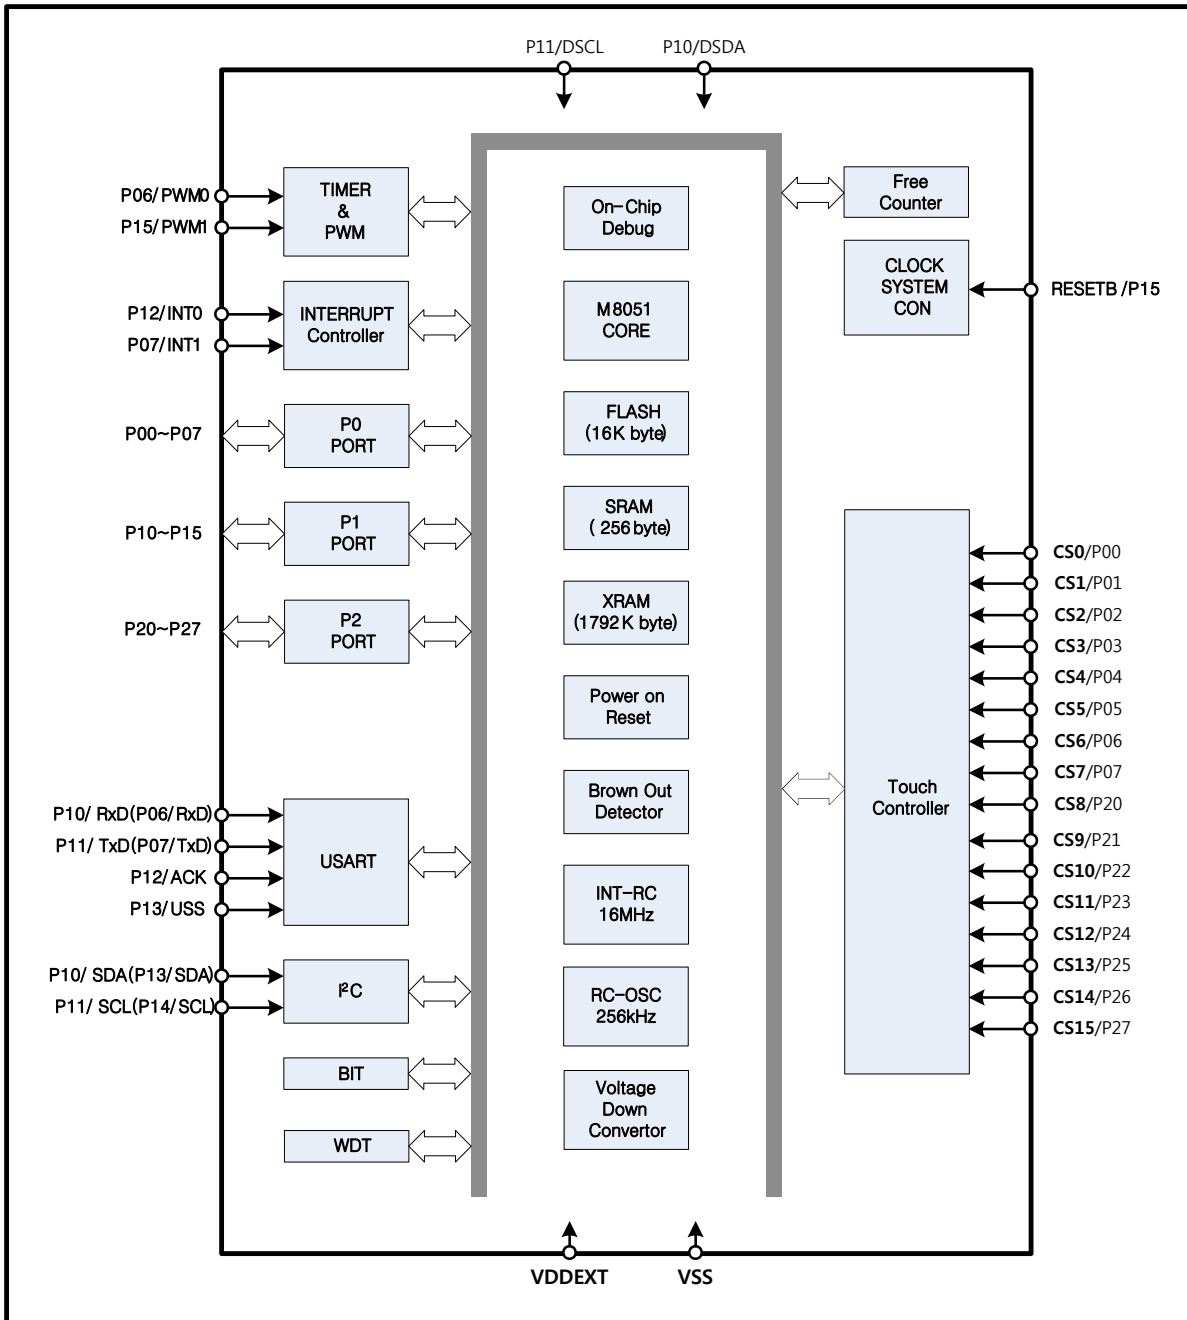 P11/DSCL
P10/DSDA
P06/PWM0
P15/PWM1
TIMER
&
PWM
P12/INT0
P07/INT1
INTERRUPT
Controller
P00~P07
P0
PORT
P10~P15
P1
PORT
P20~P27
P2
PORT
P10/ RxD(P06/RxD)
P11/ TxD(P07/TxD)
P12/ACK
P13/USS
USART
P10/ SDA(P13/SDA)
P11/ SCL(P14/SCL)
I²C
BIT
WDT
On-Chip
Debug
M8051
CORE
FLASH
(16K byte)
SRAM
( 256 byte)
XRAM
(1792 K byte)
Power on
Reset
Brown Out
Detector
INT-RC
16MHz
RC-OSC
256kHz
Voltage
Down
Convertor
Free
Counter
CLOCK
SYSTEM
CON
RESETB /P15
Touch
Controller
CS0/P00
CS1/P01
CS2/P02
CS3/P03
CS4/P04
CS5/P05
CS6/P06
CS7/P07
CS8/P20
CS9/P21
CS10/P22
CS11/P23
CS12/P24
CS13/P25
CS14/P26
CS15/P27
VDDEXT
VSS